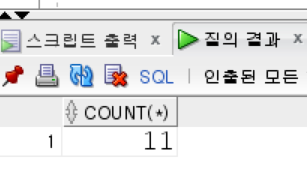 스크립트 출력 x 질의 결과 x
SQL | 인출된 모든
COUNT(*)
1 11